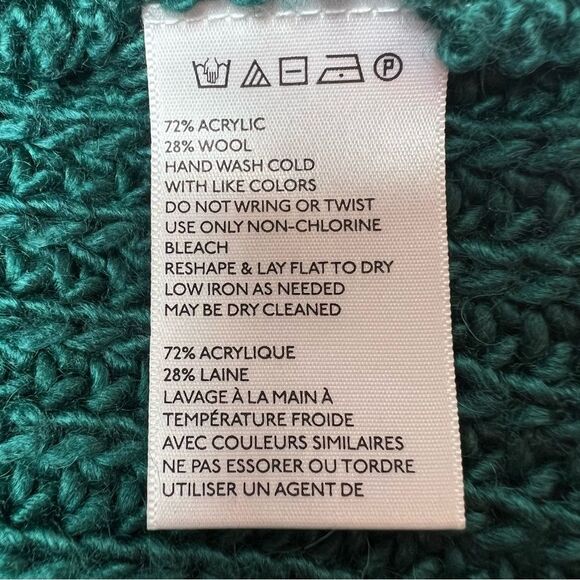 P
72% ACRYLIC
28% WOOL
HAND WASH COLD
WITH LIKE COLORS
DO NOT WRING OR TWIST
USE ONLY NON-CHLORINE
BLEACH
RESHAPE & LAY FLAT TO DRY
LOW IRON AS NEEDED
MAY BE DRY CLEANED
72% ACRYLIQUE
28% LAINE
LAVAGE À LA MAIN À
TEMPÉRATURE FROIDE
AVEC COULEURS SIMILAIRES
NE PAS ESSORER OU TORDRE
UTILISER UN AGENT DE